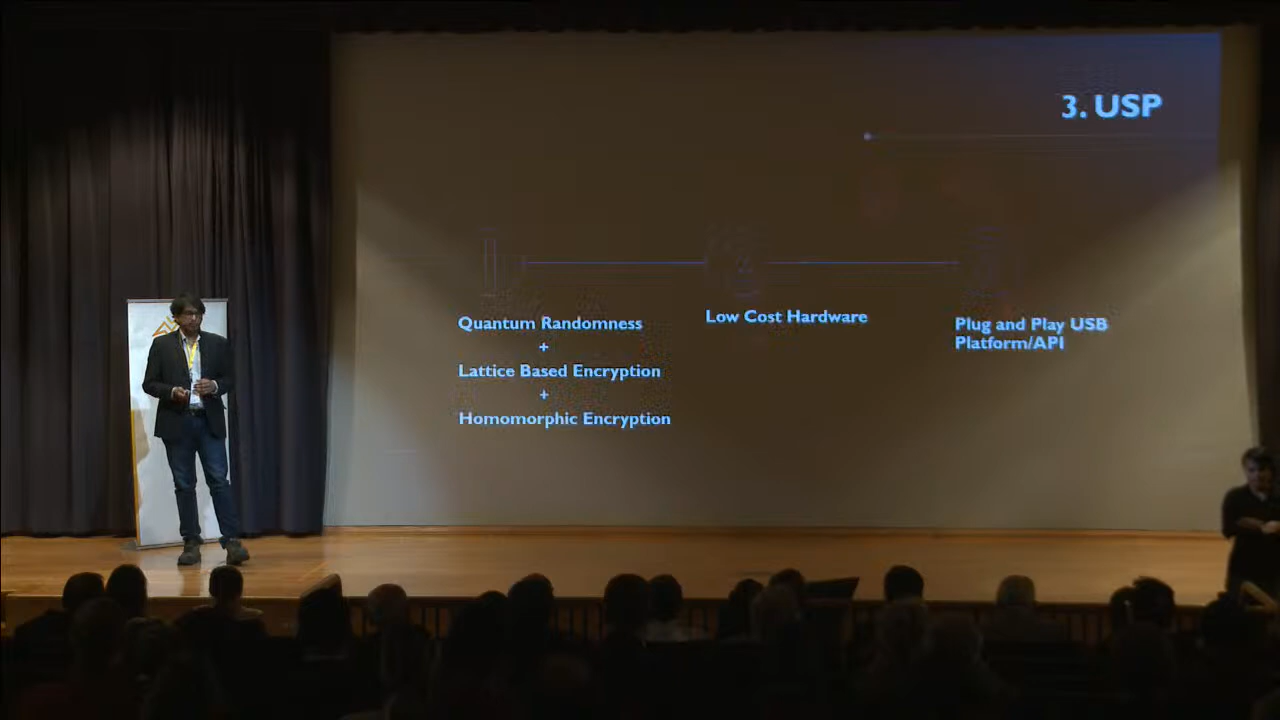 3. USP
Quantum Randomness
+
Lattice Based Encryption
+
Homomorphic Encryption
Low Cost Hardware
Plug and Play USB
Platform/API